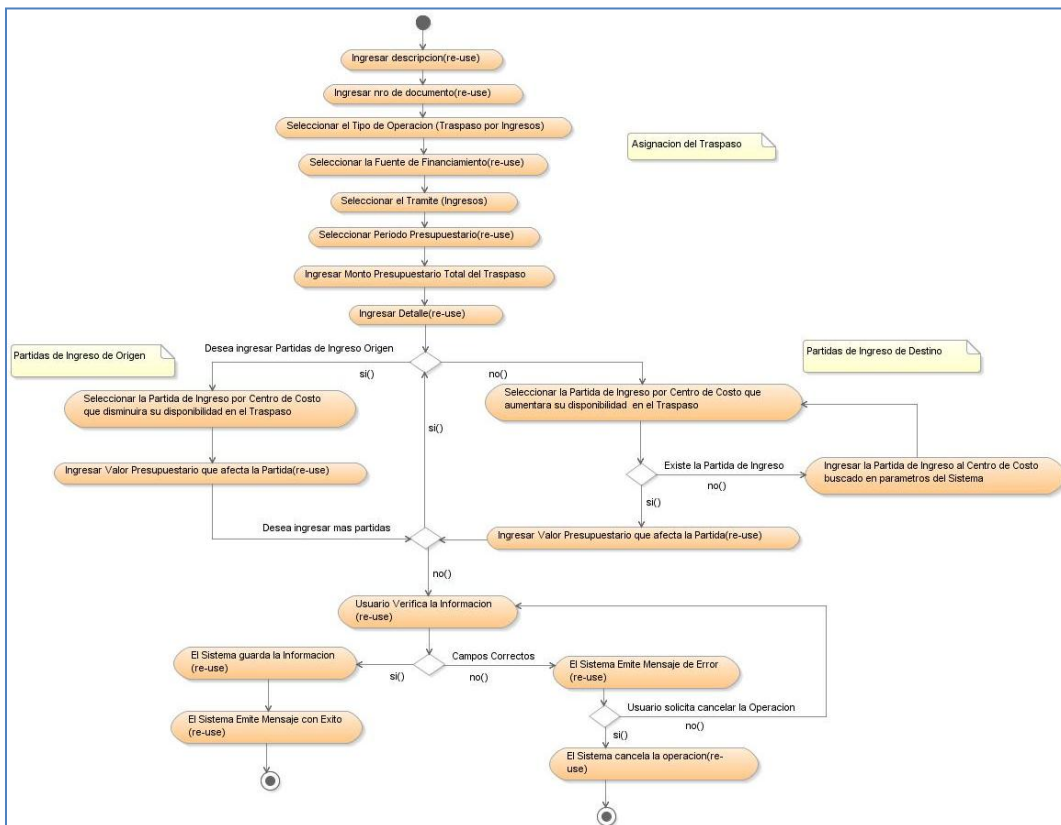 Ingresar descripcion(re-use)
Ingresar nro de documento(re-use)
Seleccionar el Tipo de Operacion (Traspaso por Ingresos)
Asignacion del Traspaso
Seleccionar la Fuente de Financiamiento(re-use)
Seleccionar el Tramite (Ingresos)
Seleccionar Periodo Presupuestario(re-use)
Ingresar Monto Presupuestario Total del Traspaso
Ingresar Detalle(re-use)
Partidas de Ingreso de Origen
Desea ingresar Partidas de Ingreso Origen
Partidas de Ingreso de Destino
si()
no()
Seleccionar la Partida de Ingreso por Centro de Costo
que disminuira su disponibilidad en el Traspaso
Seleccionar la Partida de Ingreso por Centro de Costo que
aumentara su disponibilidad en el Traspaso
si()
Ingresar Valor Presupuestario que afecta la Partida(re-use)
Existe la Partida de Ingreso
no()
Ingresar la Partida de Ingreso al Centro de Costo
buscado en parametros del Sistema
si()
Desea ingresar mas partidas
Ingresar Valor Presupuestario que afecta la Partida(re-use)
no()
Usuario Verifica la Informacion
(re-use)
El Sistema guarda la Informacion
(re-use)
si()
Campos Correctos
no()
El Sistema Emite Mensaje de Error
(re-use)
El Sistema Emite Mensaje con Exito
(re-use)
Usuario solicita cancelar la Operacion
no()
si()
El Sistema cancela la operacion(re-
use)